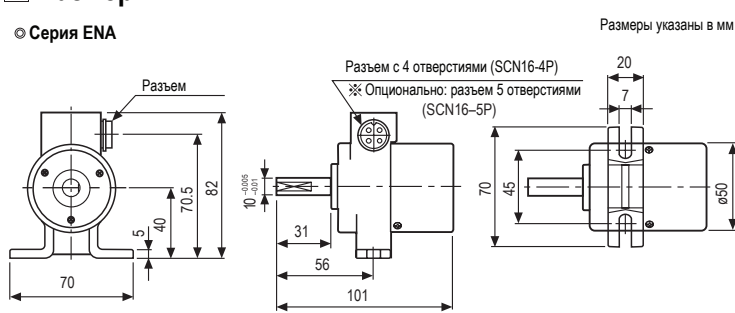 ◎ Серия ENA
Размеры указаны в мм
Разъем
Разъем с 4 отверстиями (SCN16-4P)
※ Опционально: разъем 5 отверстиями
(SCN16–5P)
5
40
70.5
82
70
10 −0.005 −0.01
31
56
101
20
7
70
45
ø50